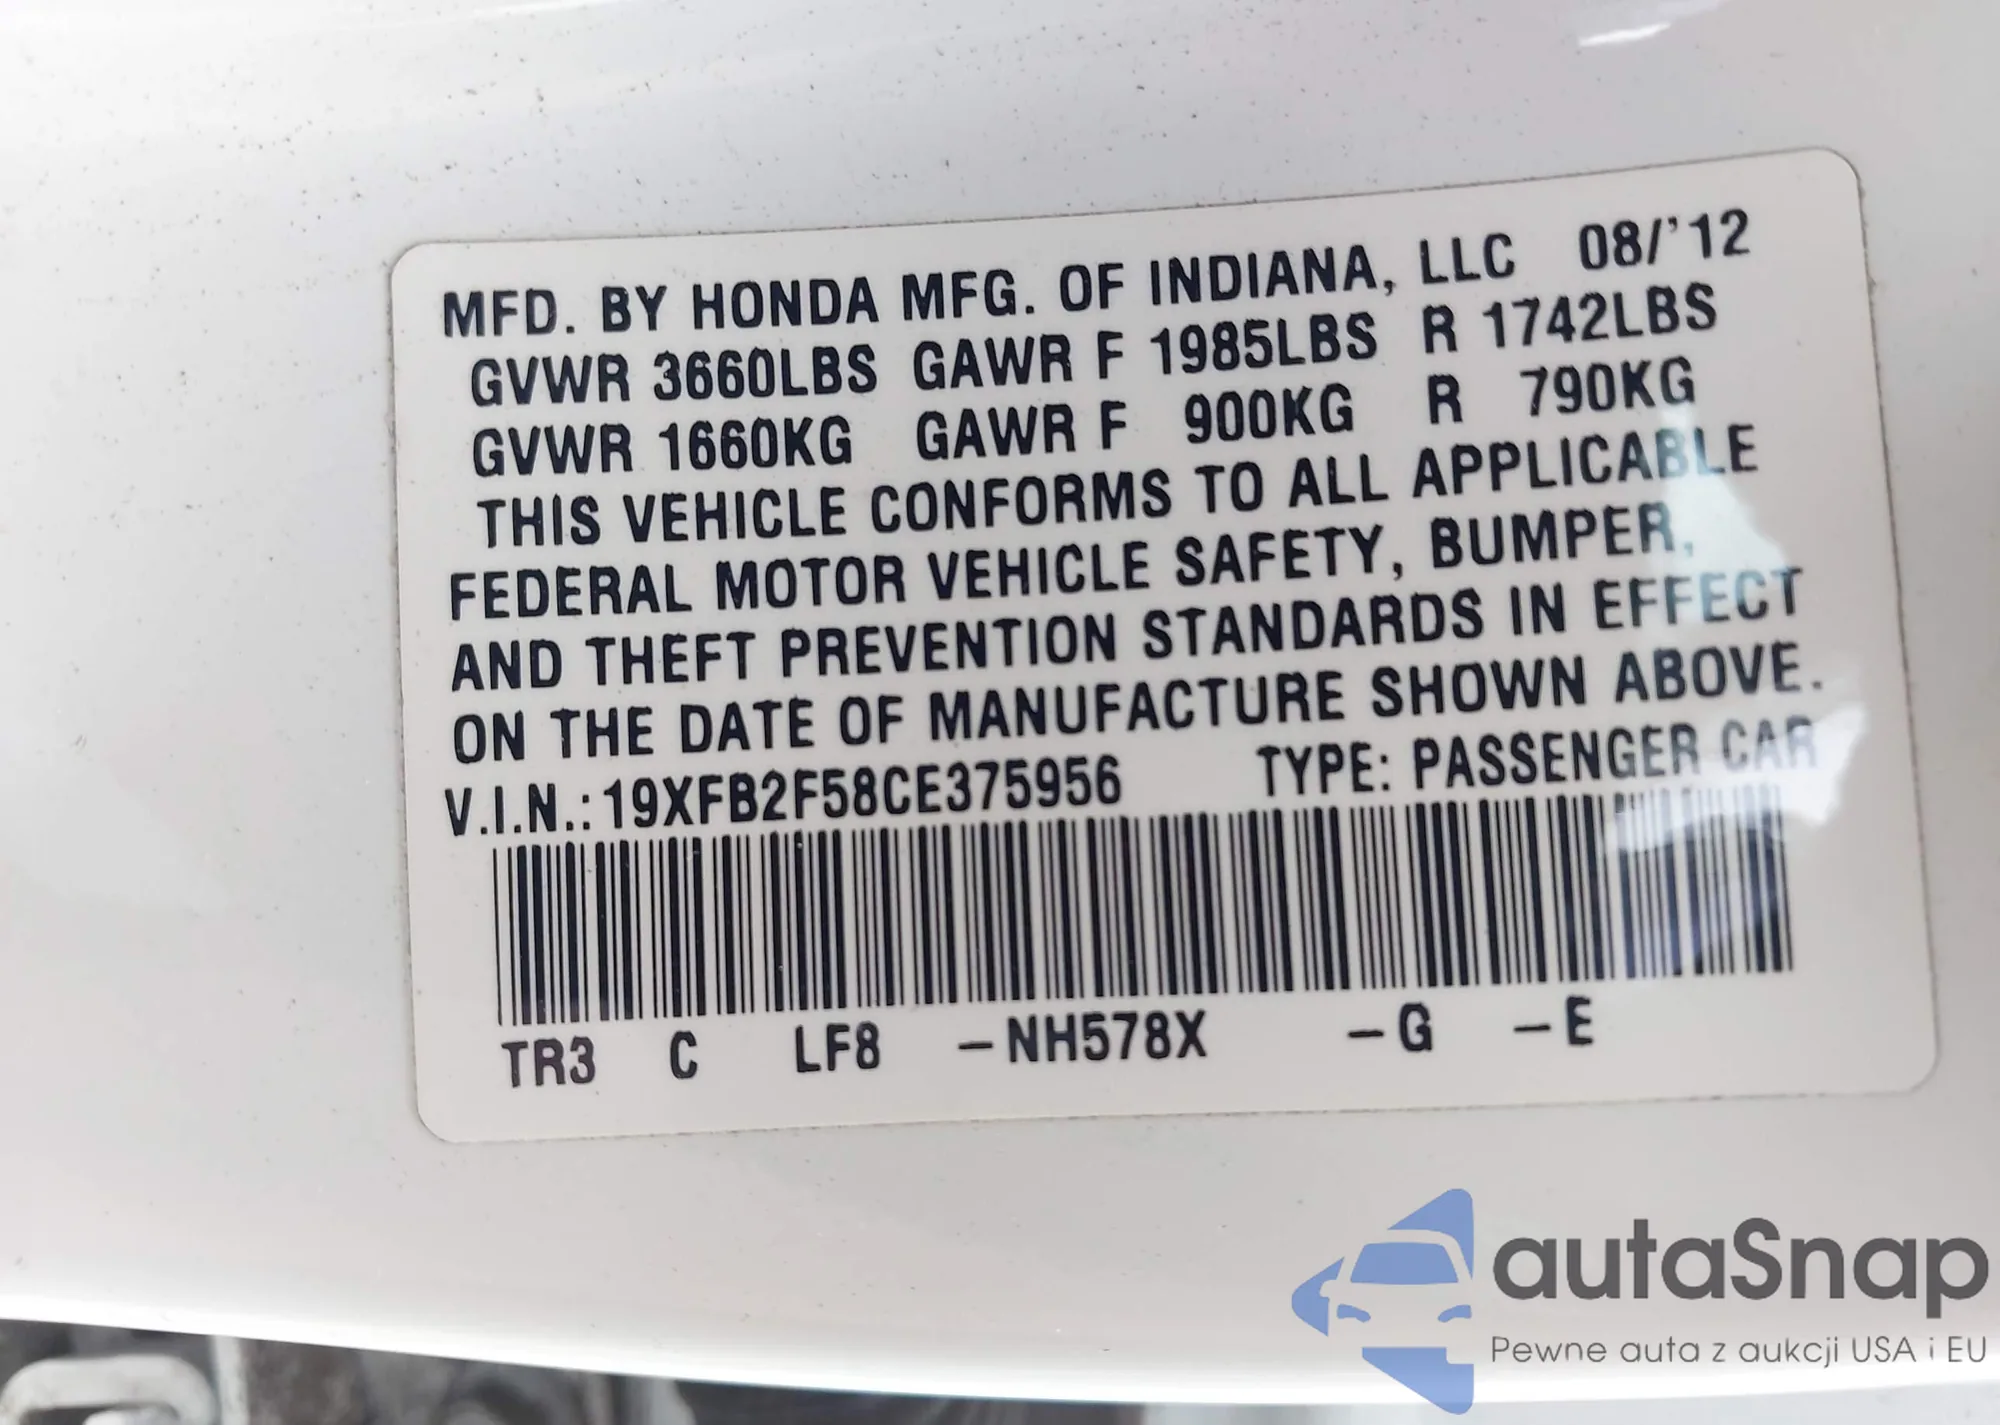 MFD. BY HONDA MFG. OF INDIANA, LLC 08/'12
GVWR 3660LBS GAWR F 1985LBS R 1742LBS
GVWR 1660KG GAWR F 900KG R 790KG
THIS VEHICLE CONFORMS TO ALL APPLICABLE
FEDERAL MOTOR VEHICLE SAFETY, BUMPER,
AND THEFT PREVENTION STANDARDS IN EFFECT
ON THE DATE OF MANUFACTURE SHOWN ABOVE.
V.I.N.: 19XFB2F58CE375956 TYPE: PASSENGER CAR
TR3 C LF8 –NH578X –G –E
autaSnap
Pewne auta z aukcji USA i EU